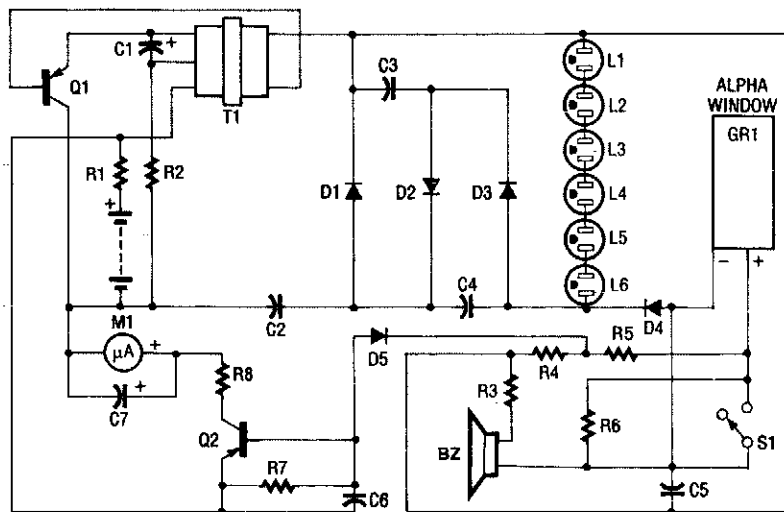 C1
+
Q1
T1
C3
L1
L2
L3
L4
L5
L6
ALPHA
WINDOW
GR1
- +
R1
R2
+
D1
D2
D3
C2
C4
D4
M1
+
μA
C7
+
R8
D5
R4
R5
R3
R6
S1
BZ
Q2
R7
C6
C5